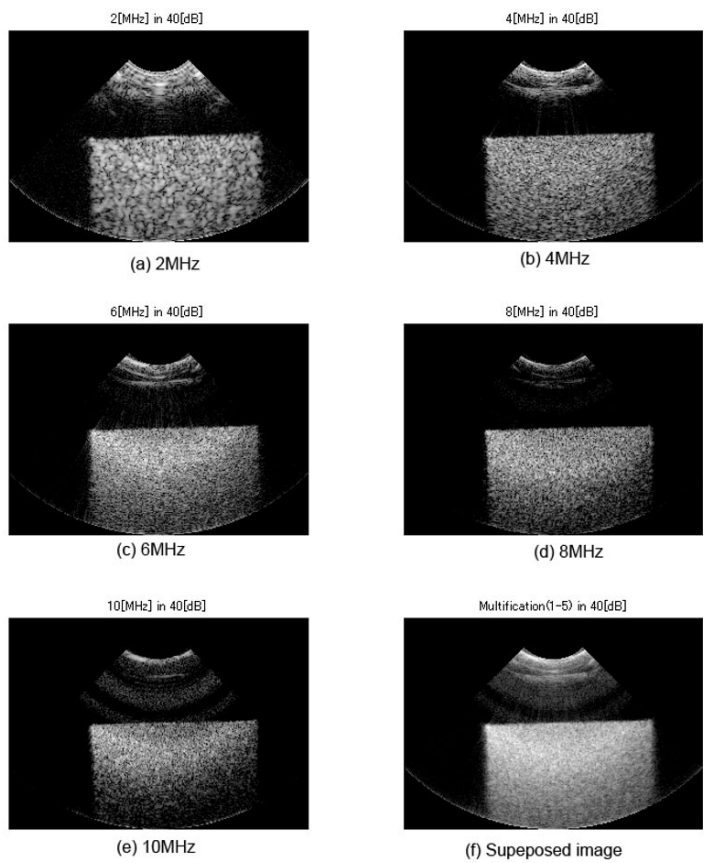 2[MHz] in 40[dB]
4[MHz] in 40[dB]
(a) 2MHz
(b) 4MHz
6[MHz] in 40[dB]
8[MHz] in 40[dB]
(c) 6MHz
(d) 8MHz
10[MHz] in 40[dB]
Multification(1-5) in 40[dB]
(e) 10MHz
(f) Supeposed image